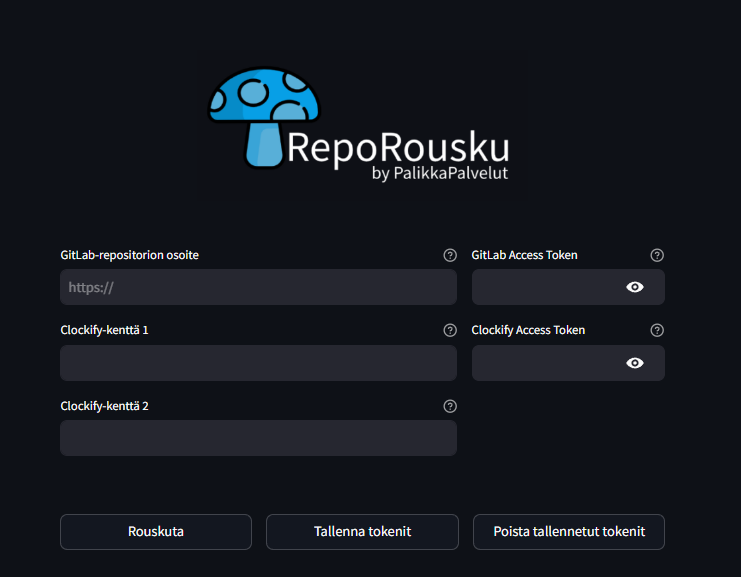 RepoRousku
by PalikkaPalvelut
GitLab-repositorion osoite
GitLab Access Token
https://
Clockify-kenttä 1
Clockify Access Token
Clockify-kenttä 2
Rouskuta
Tallenna tokenit
Poista tallennetut tokenit